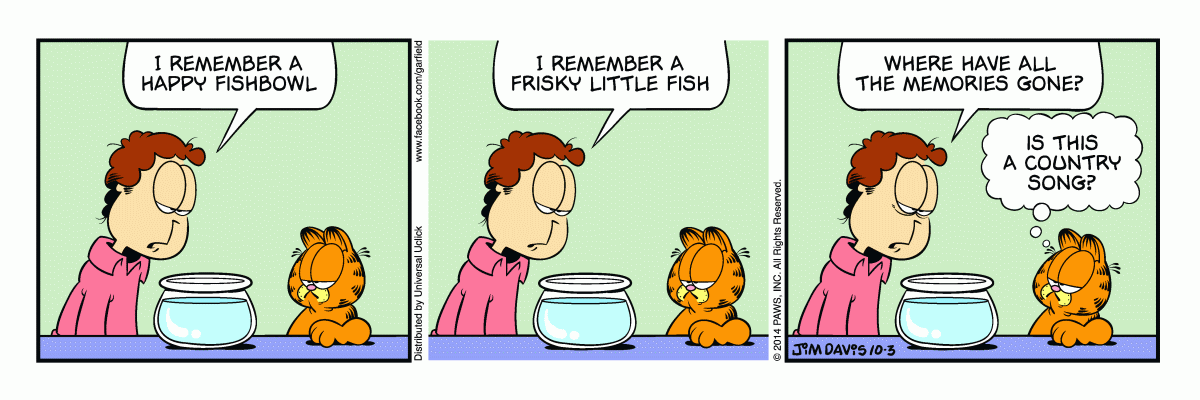 I REMEMBER A
HAPPY FISHBOWL
www.facebook.com/garfield
Distributed by Universal Uclick
I REMEMBER A
FRISKY LITTLE FISH
© 2014 PAWS, INC. All Rights Reserved.
WHERE HAVE ALL
THE MEMORIES GONE?
IS THIS
A COUNTRY
SONG?
JIM DAVIS 10-3